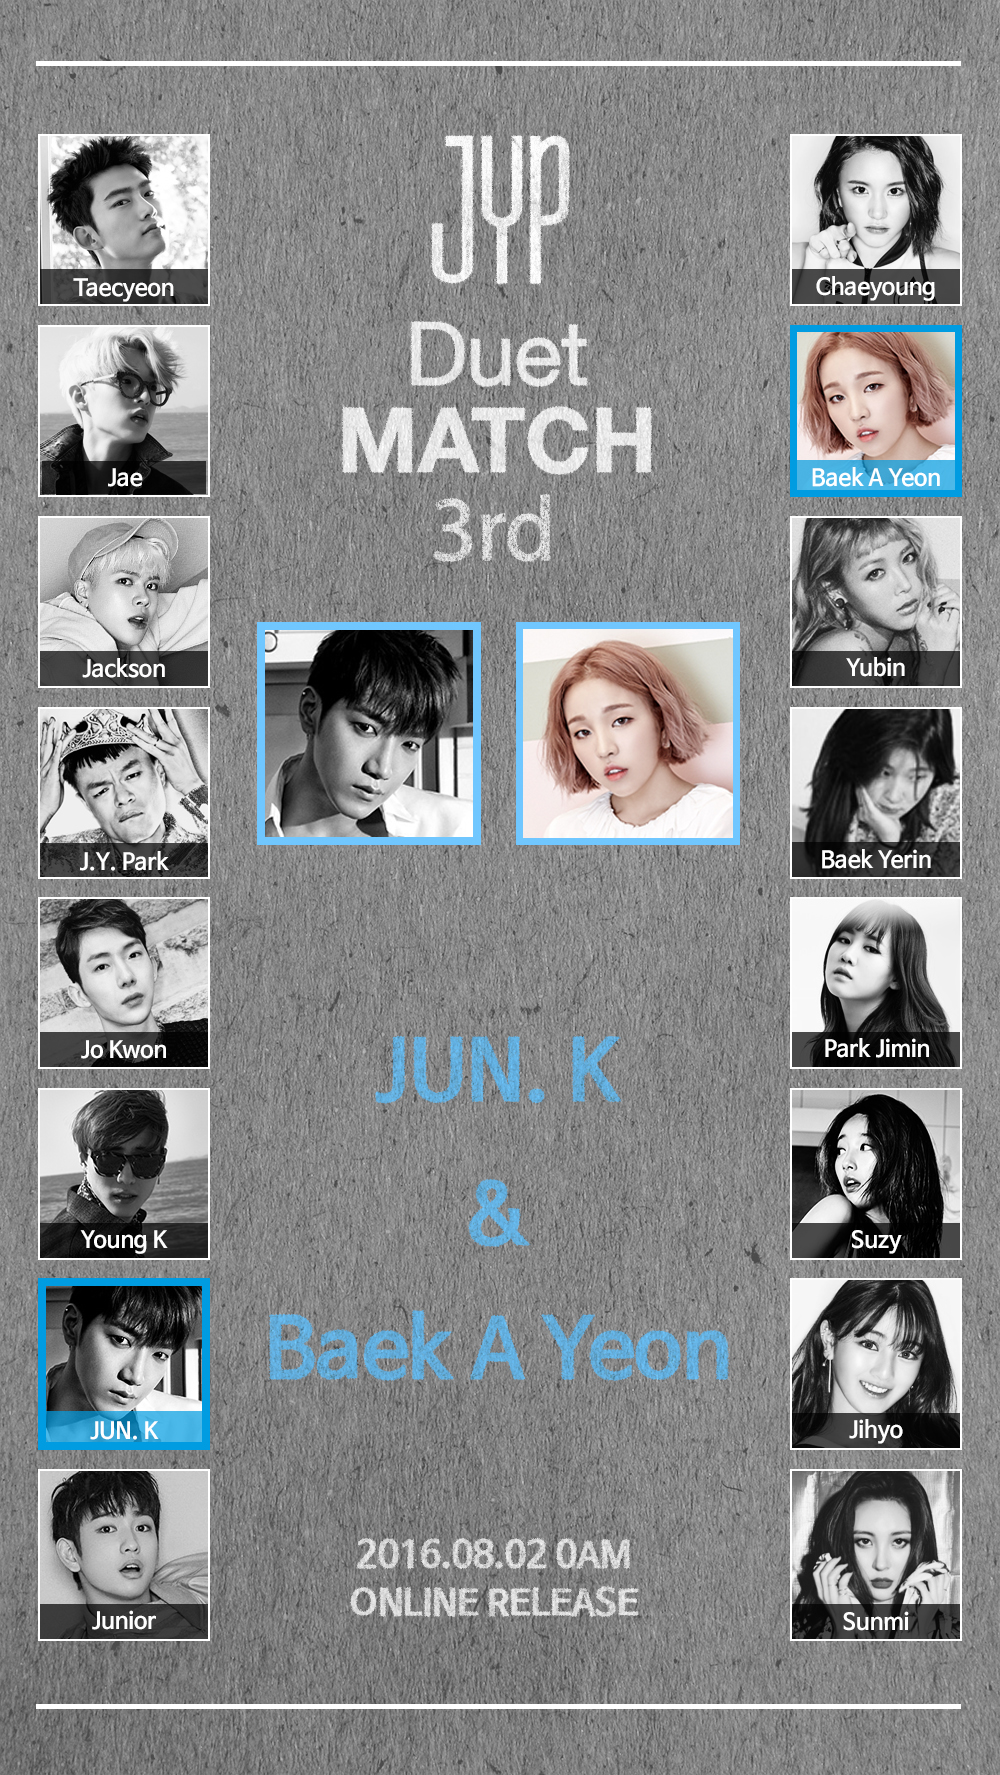 JYP
Duet
MATCH
3rd
Taecyeon
Jae
Jackson
J.Y. Park
Jo Kwon
Young K
JUN. K
Junior
JUN. K
&
Baek A Yeon
2016.08.02 0AM
ONLINE RELEASE
Chaeyoung
Baek A Yeon
Yubin
Baek Yerin
Park Jimin
Suzy
Jihyo
Sunmi